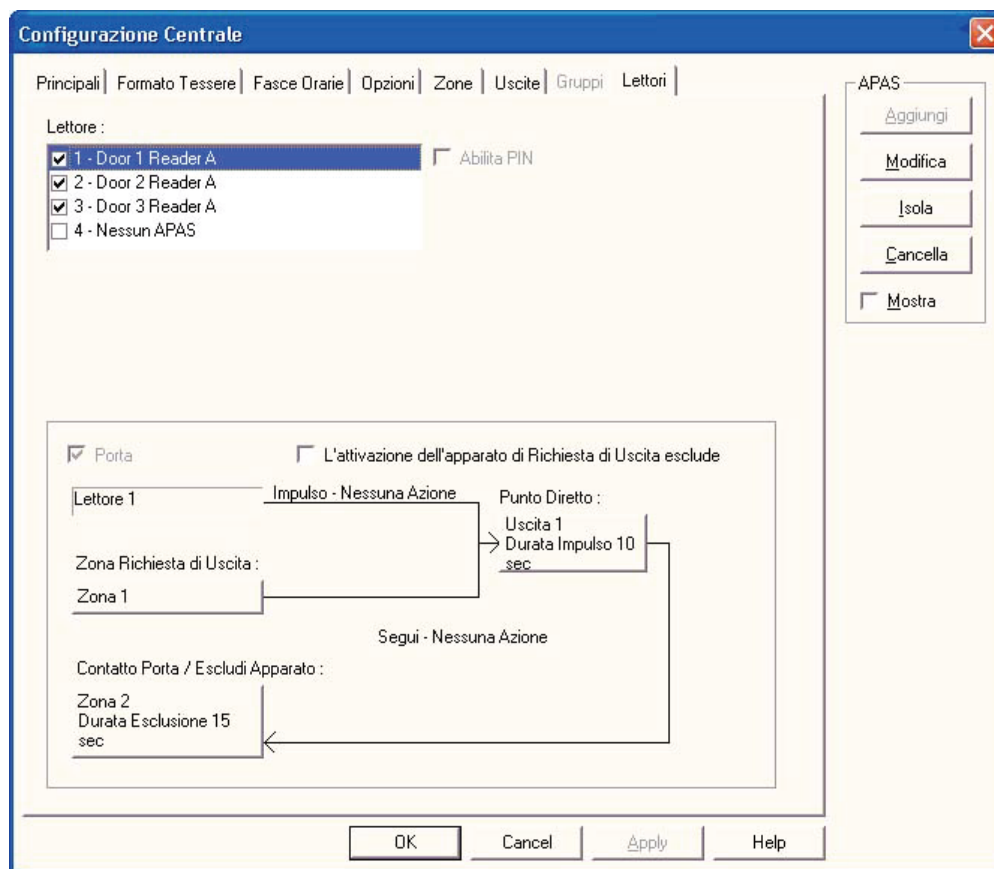 Configurazione Centrale
Principali Formato Tessere Fasce Orarie Opzioni Zone Uscite Gruppi Lettori
Lettore :
1 - Door 1 Reader A
2 - Door 2 Reader A
3 - Door 3 Reader A
4 - Nessun APAS
Abilita PIN
APAS
Aggiungi
Modifica
Isola
Cancella
Mostra
Porta
L'attivazione dell'apparato di Richiesta di Uscita esclude
Lettore 1
Impulso - Nessuna Azione
Punto Diretto :
Uscita 1
Durata Impulso 10
sec
Zona Richiesta di Uscita :
Zona 1
Segui - Nessuna Azione
Contatto Porta / Escludi Apparato :
Zona 2
Durata Esclusione 15
sec
OK
Cancel
Apply
Help